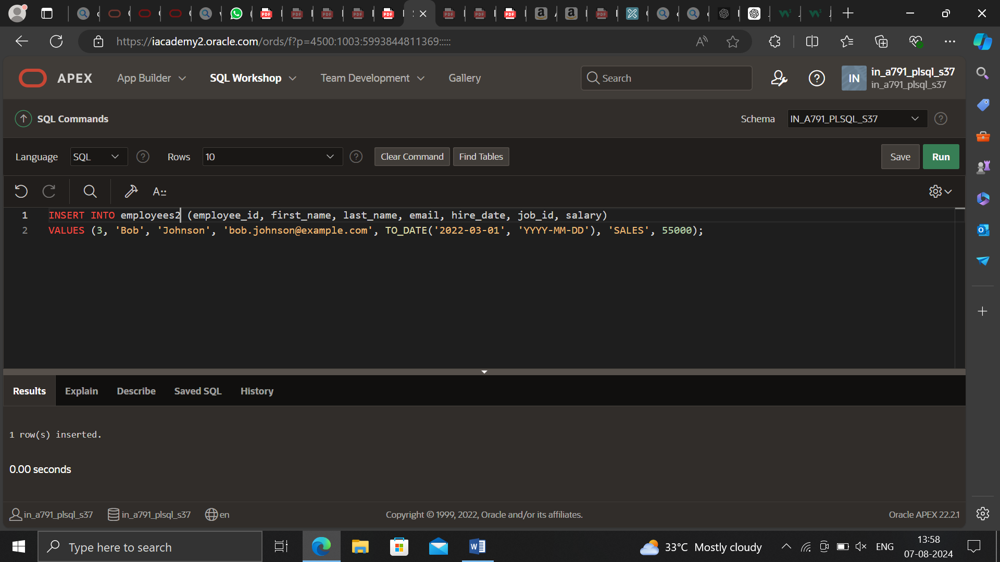 https://iacademy2.oracle.com/ords/f?p=4500:1003:5993844811369:::::
APEX App Builder SQL Workshop Team Development Gallery Search IN in_a791_plsql_s37
in_a791_plsql_s37
SQL Commands Schema IN_A791_PLSQL_S37
Language SQL Rows 10 Clear Command Find Tables Save Run
1 INSERT INTO employees2 (employee_id, first_name, last_name, email, hire_date, job_id, salary)
2 VALUES (3, 'Bob', 'Johnson', 'bob.johnson@example.com', TO_DATE('2022-03-01', 'YYYY-MM-DD'), 'SALES', 55000);
Results Explain Describe Saved SQL History
1 row(s) inserted.
0.00 seconds
in_a791_plsql_s37 in_a791_plsql_s37 en Copyright © 1999, 2022, Oracle and/or its affiliates. Oracle APEX 22.2.1
Type here to search 33°C Mostly cloudy ENG 13:58
07-08-2024